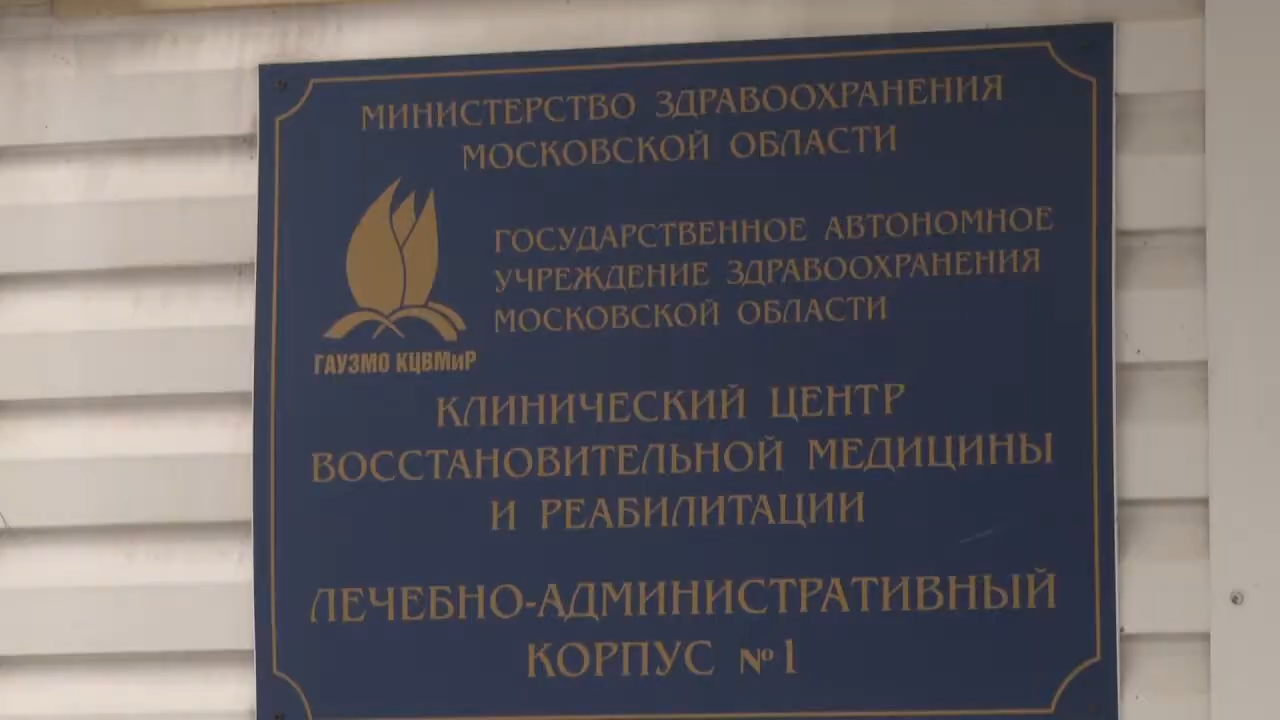 МИНИСТЕРСТВО ЗДРАВООХРАНЕНИЯ
МОСКОВСКОЙ ОБЛАСТИ
ГОСУДАРСТВЕННОЕ АВТОНОМНОЕ
УЧРЕЖДЕНИЕ ЗДРАВООХРАНЕНИЯ
МОСКОВСКОЙ ОБЛАСТИ
ГАУЗМО КЦВМиР
КЛИНИЧЕСКИЙ ЦЕНТР
ВОССТАНОВИТЕЛЬНОЙ МЕДИЦИНЫ
И РЕАБИЛИТАЦИИ
ЛЕЧЕБНО-АДМИНИСТРАТИВНЫЙ
КОРПУС №1